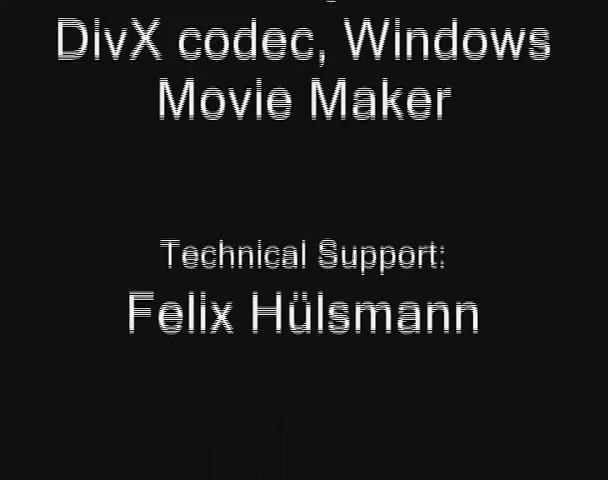 DivX codec, Windows
Movie Maker
Technical Support:
Felix Hülsmann